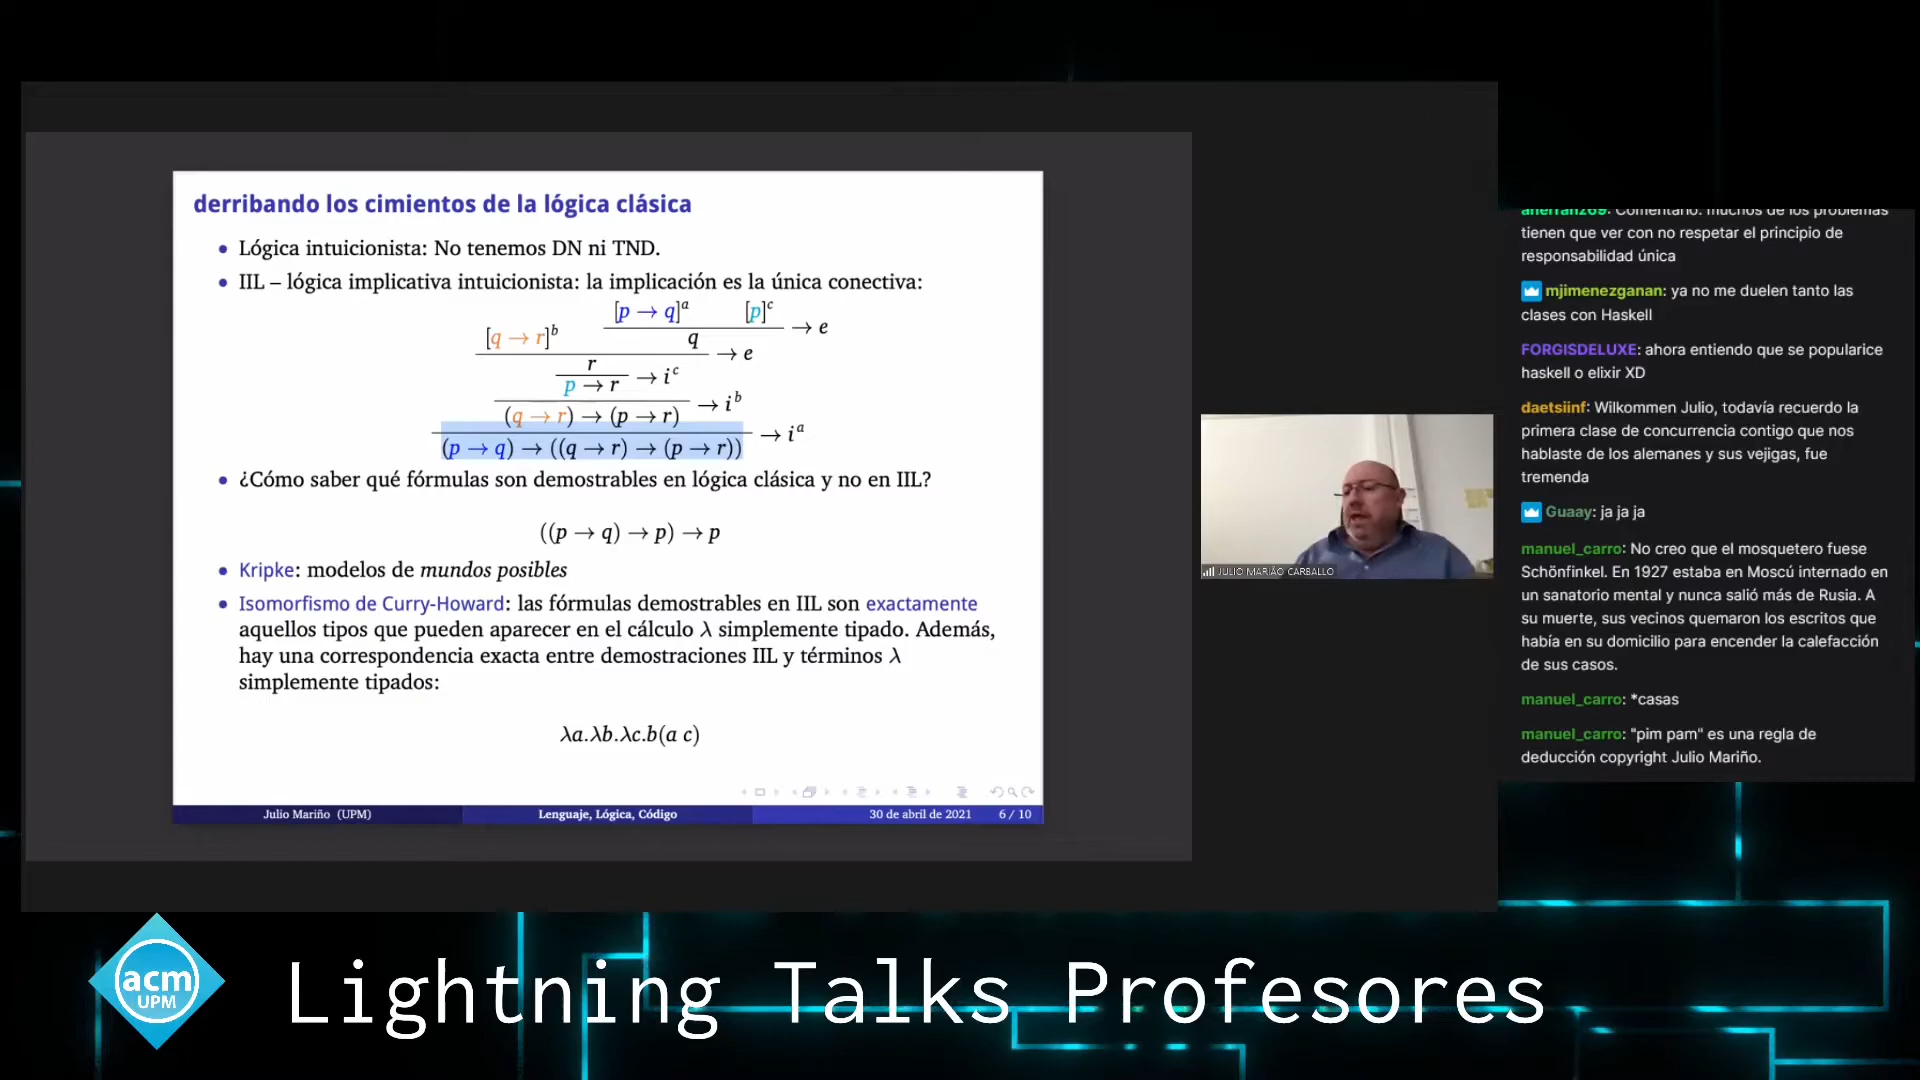 derribando los cimientos de la lógica clásica
• Lógica intuicionista: No tenemos DN ni TND.
• IIL – lógica implicativa intuicionista: la implicación es la única conectiva:
[p → q]ᵃ [p]ᶜ
→ e
[q → r]ᵇ q
→ e
r
→ iᶜ
p → r
→ iᵇ
(q → r) → (p → r)
→ iᵃ
(p → q) → ((q → r) → (p → r))
• ¿Cómo saber qué fórmulas son demostrables en lógica clásica y no en IIL?
((p → q) → p) → p
• Kripke: modelos de mundos posibles
• Isomorfismo de Curry-Howard: las fórmulas demostrables en IIL son exactamente
aquellos tipos que pueden aparecer en el cálculo λ simplemente tipado. Además,
hay una correspondencia exacta entre demostraciones IIL y términos λ
simplemente tipados:
λa.λb.λc.b(a c)
Julio Mariño (UPM) Lenguaje, Lógica, Código 30 de abril de 2021 6 / 10
JULIO MARIÃO CARBALLO
aherranz69: Comentario: muchos de los problemas
tienen que ver con no respetar el principio de
responsabilidad única
mjimenezganan: ya no me duelen tanto las
clases con Haskell
FORGISDELUXE: ahora entiendo que se popularice
haskell o elixir XD
daetsiinf: Wilkommen Julio, todavía recuerdo la
primera clase de concurrencia contigo que nos
hablaste de los alemanes y sus vejigas, fue
tremenda
Guaay: ja ja ja
manuel_carro: No creo que el mosquetero fuese
Schönfinkel. En 1927 estaba en Moscú internado en
un sanatorio mental y nunca salió más de Rusia. A
su muerte, sus vecinos quemaron los escritos que
había en su domicilio para encender la calefacción
de sus casos.
manuel_carro: *casas
manuel_carro: "pim pam" es una regla de
deducción copyright Julio Mariño.
acm
UPM
Lightning Talks Profesores